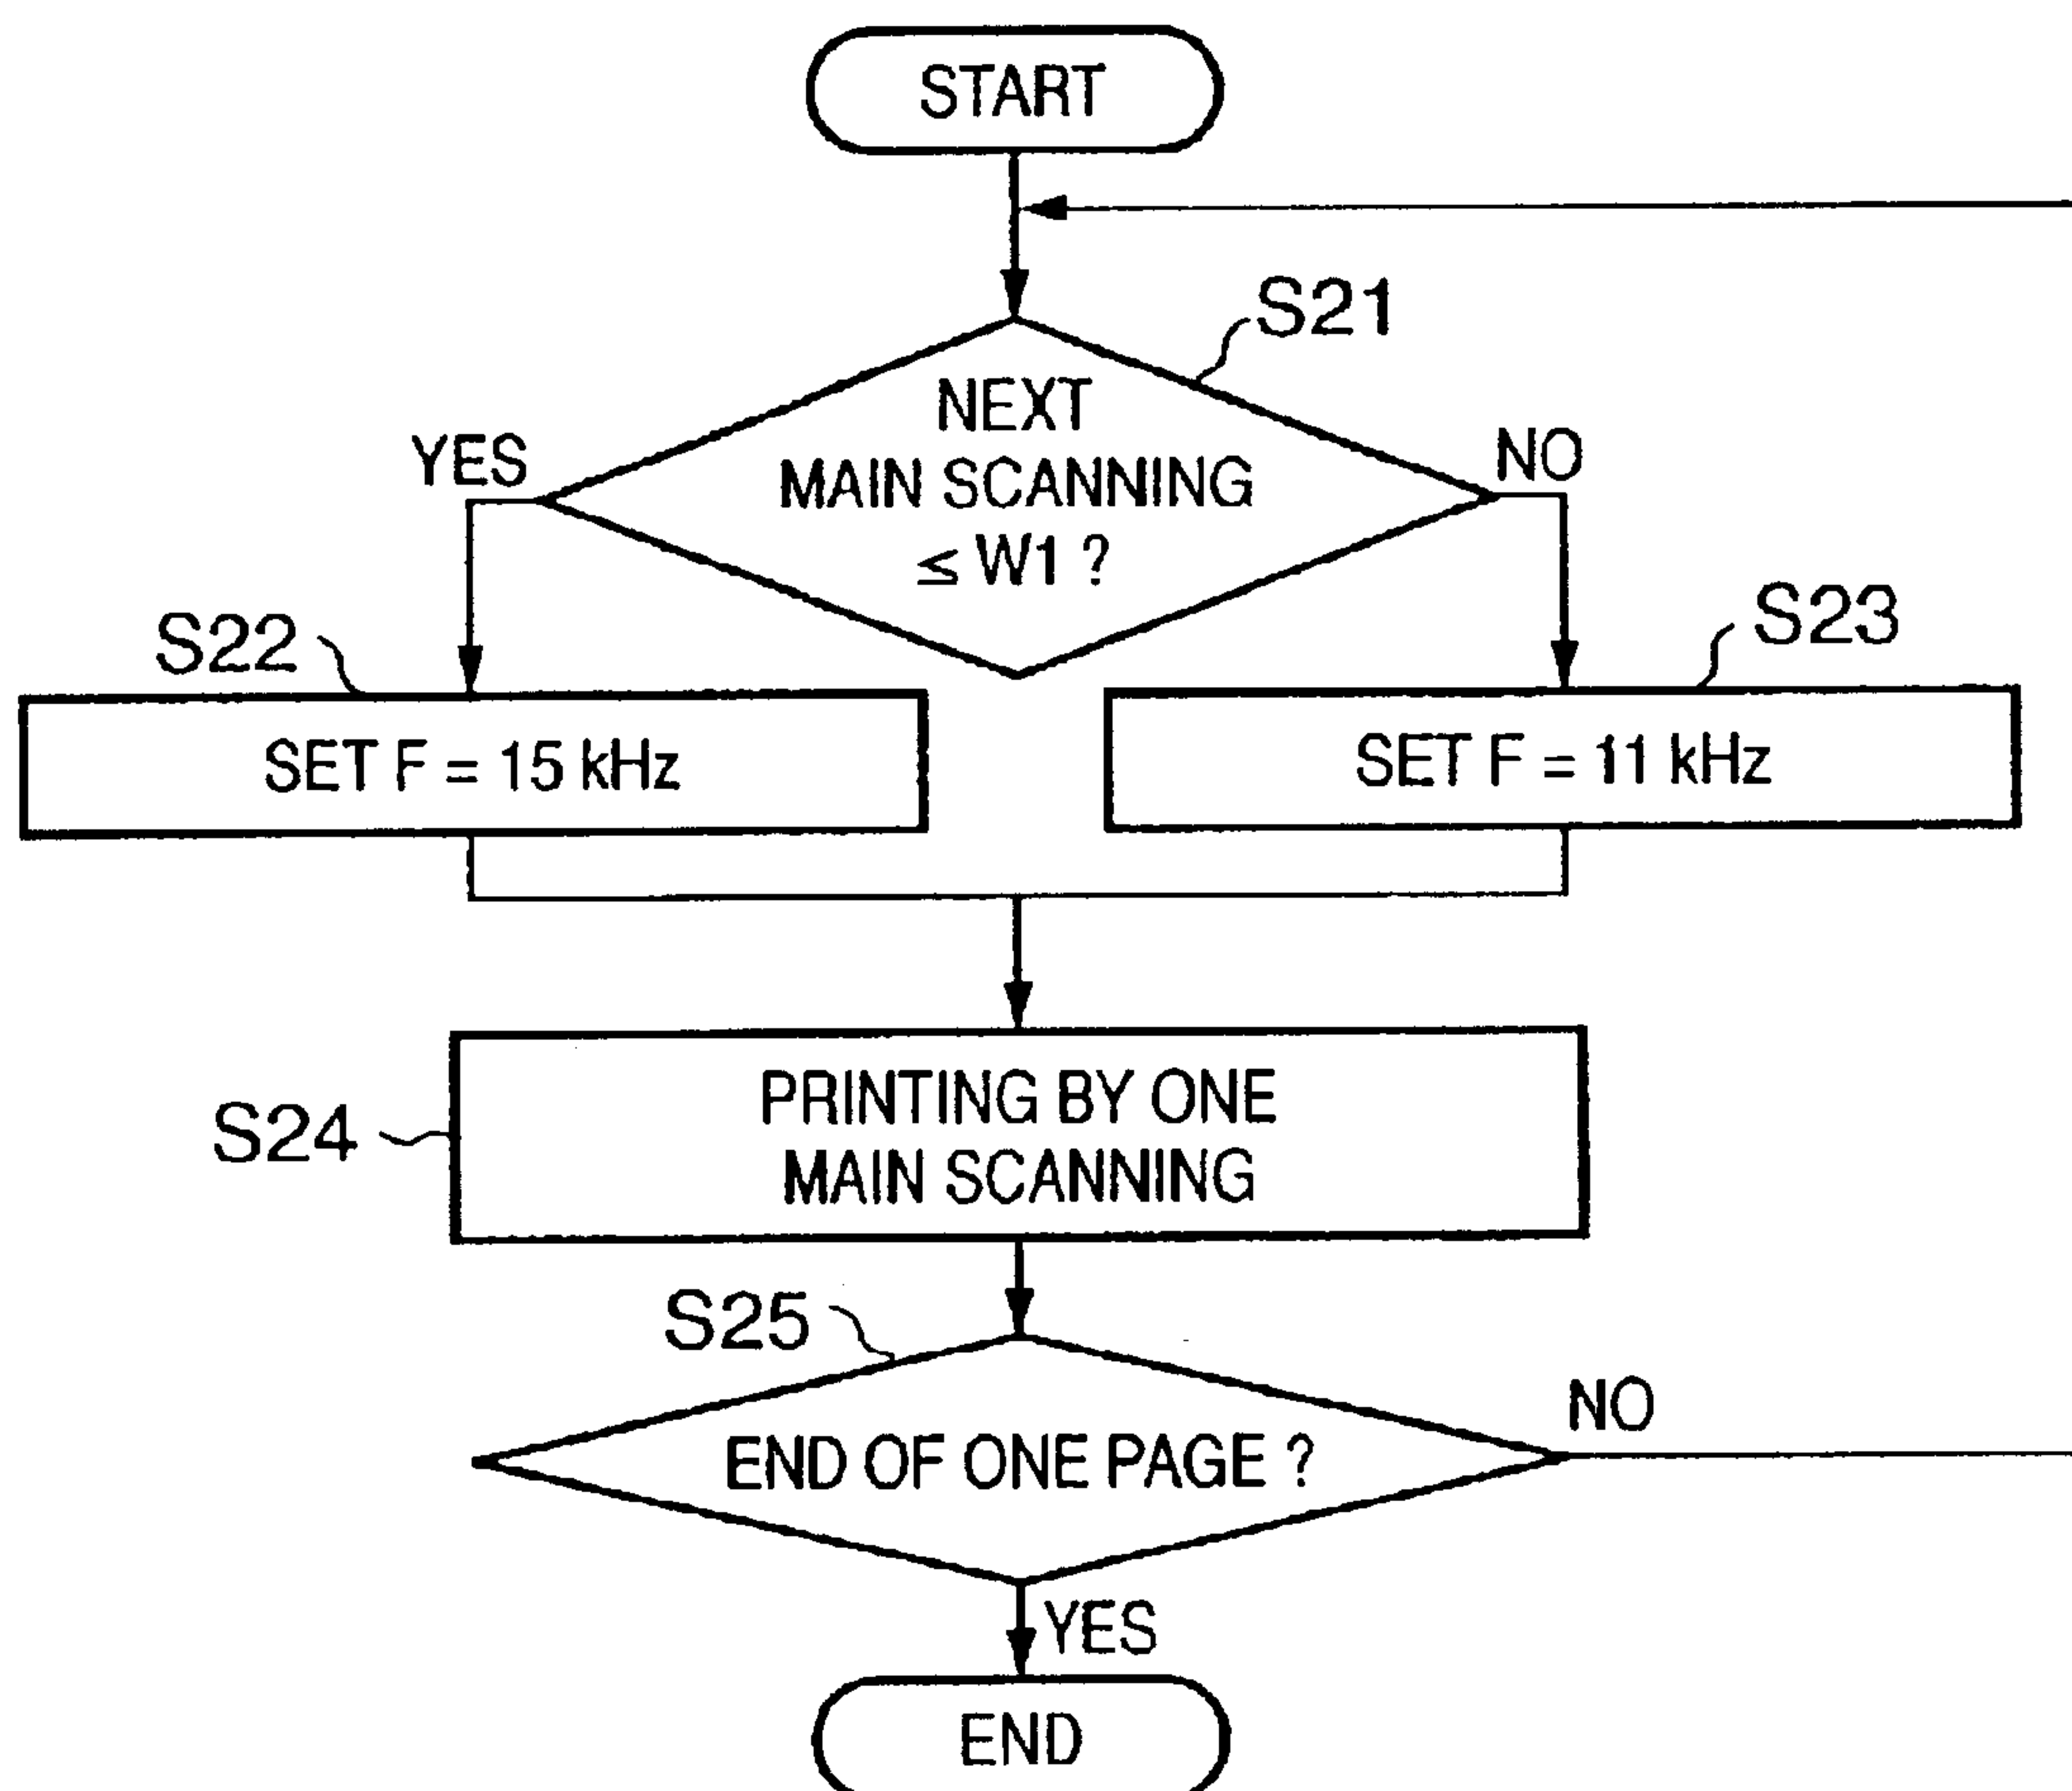 START
S21
NEXT
MAIN SCANNING
≤ W1 ?
YES
NO
S22
S23
SET F = 15 kHz
SET F = 11 kHz
S24
PRINTING BY ONE
MAIN SCANNING
S25
END OF ONE PAGE ?
NO
YES
END